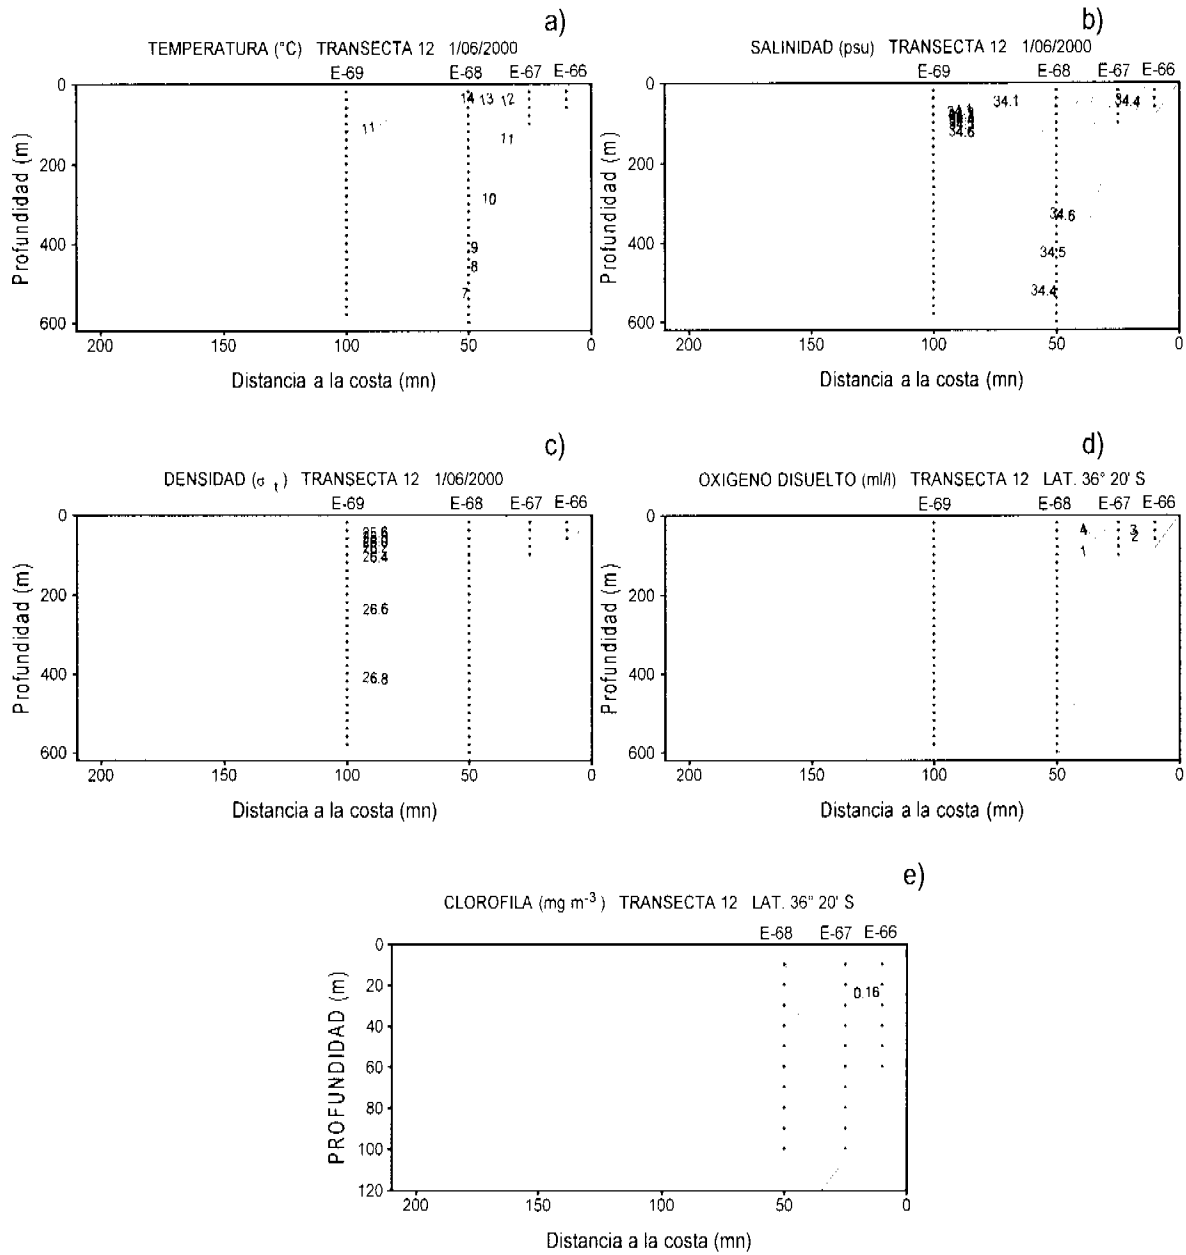 a)
TEMPERATURA (°C) TRANSECTA 12 1/06/2000
E-69 E-68 E-67 E-66
0
200
400
600
Profundidad (m)
14 13 12
11
11
10
9
8
7
200 150 100 50 0
Distancia a la costa (mn)
b)
SALINIDAD (psu) TRANSECTA 12 1/06/2000
E-69 E-68 E-67 E-66
0
200
400
600
Profundidad (m)
34.1
34.4
34.6
34.6
34.5
34.4
200 150 100 50 0
Distancia a la costa (mn)
c)
DENSIDAD (σ t) TRANSECTA 12 1/06/2000
E-69 E-68 E-67 E-66
0
200
400
600
Profundidad (m)
25.6
26.4
26.6
26.8
200 150 100 50 0
Distancia a la costa (mn)
d)
OXIGENO DISUELTO (ml/l) TRANSECTA 12 LAT. 36° 20' S
E-69 E-68 E-67 E-66
0
200
400
600
Profundidad (m)
4 3
2
1
200 150 100 50 0
Distancia a la costa (mn)
e)
CLOROFILA (mg m-3) TRANSECTA 12 LAT. 36° 20' S
E-68 E-67 E-66
0
20
40
60
80
100
120
PROFUNDIDAD (m)
0.16
200 150 100 50 0
Distancia a la costa (mn)